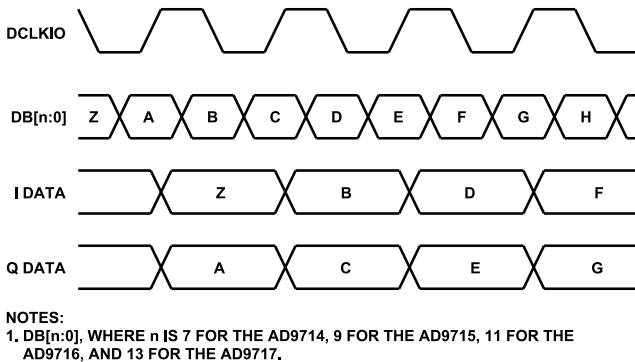 DCLKIO
DB[n:0] Z A B C D E F G H
I DATA Z B D F
Q DATA A C E G
NOTES:
1. DB[n:0], WHERE n IS 7 FOR THE AD9714, 9 FOR THE AD9715, 11 FOR THE
AD9716, AND 13 FOR THE AD9717.